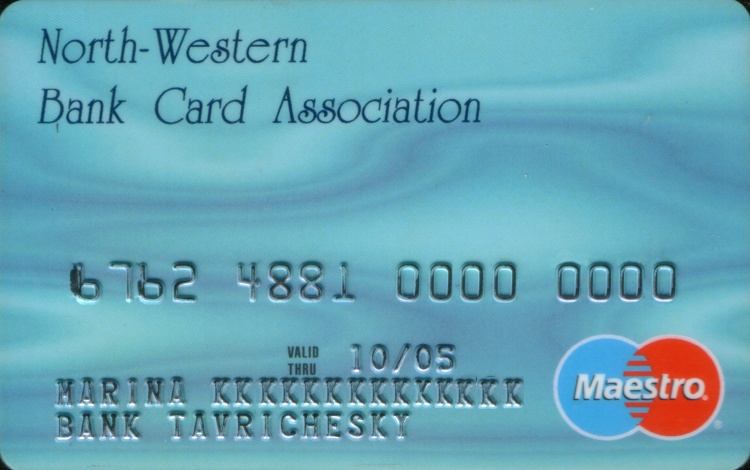 North-Western
Bank Card Association
6762 4881 0000 0000
VALID
THRU 10/05
MARINA KKKKKKKKKKKKKK
BANK TAVRICHESKY
Maestro®